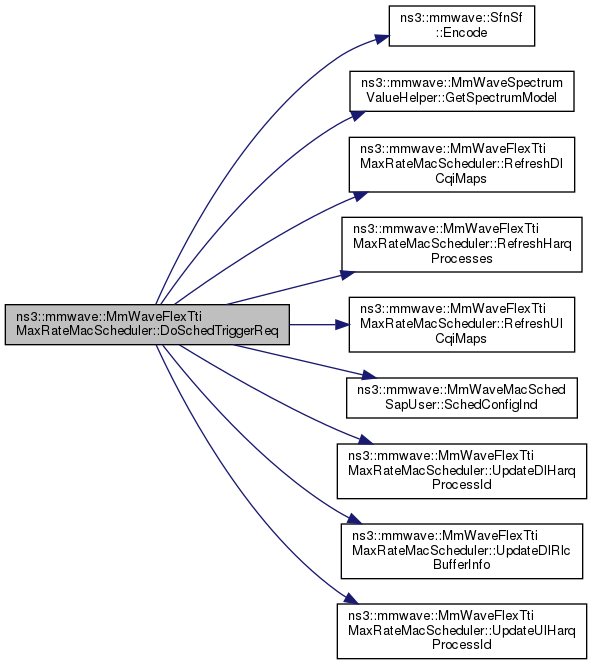 ns3::mmwave::SfnSf
::Encode
ns3::mmwave::MmWaveSpectrum
ValueHelper::GetSpectrumModel
ns3::mmwave::MmWaveFlexTti
MaxRateMacScheduler::RefreshDl
CqiMaps
ns3::mmwave::MmWaveFlexTti
MaxRateMacScheduler::RefreshHarq
Processes
ns3::mmwave::MmWaveFlexTti
MaxRateMacScheduler::DoSchedTriggerReq
ns3::mmwave::MmWaveFlexTti
MaxRateMacScheduler::RefreshUl
CqiMaps
ns3::mmwave::MmWaveMacSched
SapUser::SchedConfigInd
ns3::mmwave::MmWaveFlexTti
MaxRateMacScheduler::UpdateDlHarq
ProcessId
ns3::mmwave::MmWaveFlexTti
MaxRateMacScheduler::UpdateDlRlc
BufferInfo
ns3::mmwave::MmWaveFlexTti
MaxRateMacScheduler::UpdateUlHarq
ProcessId